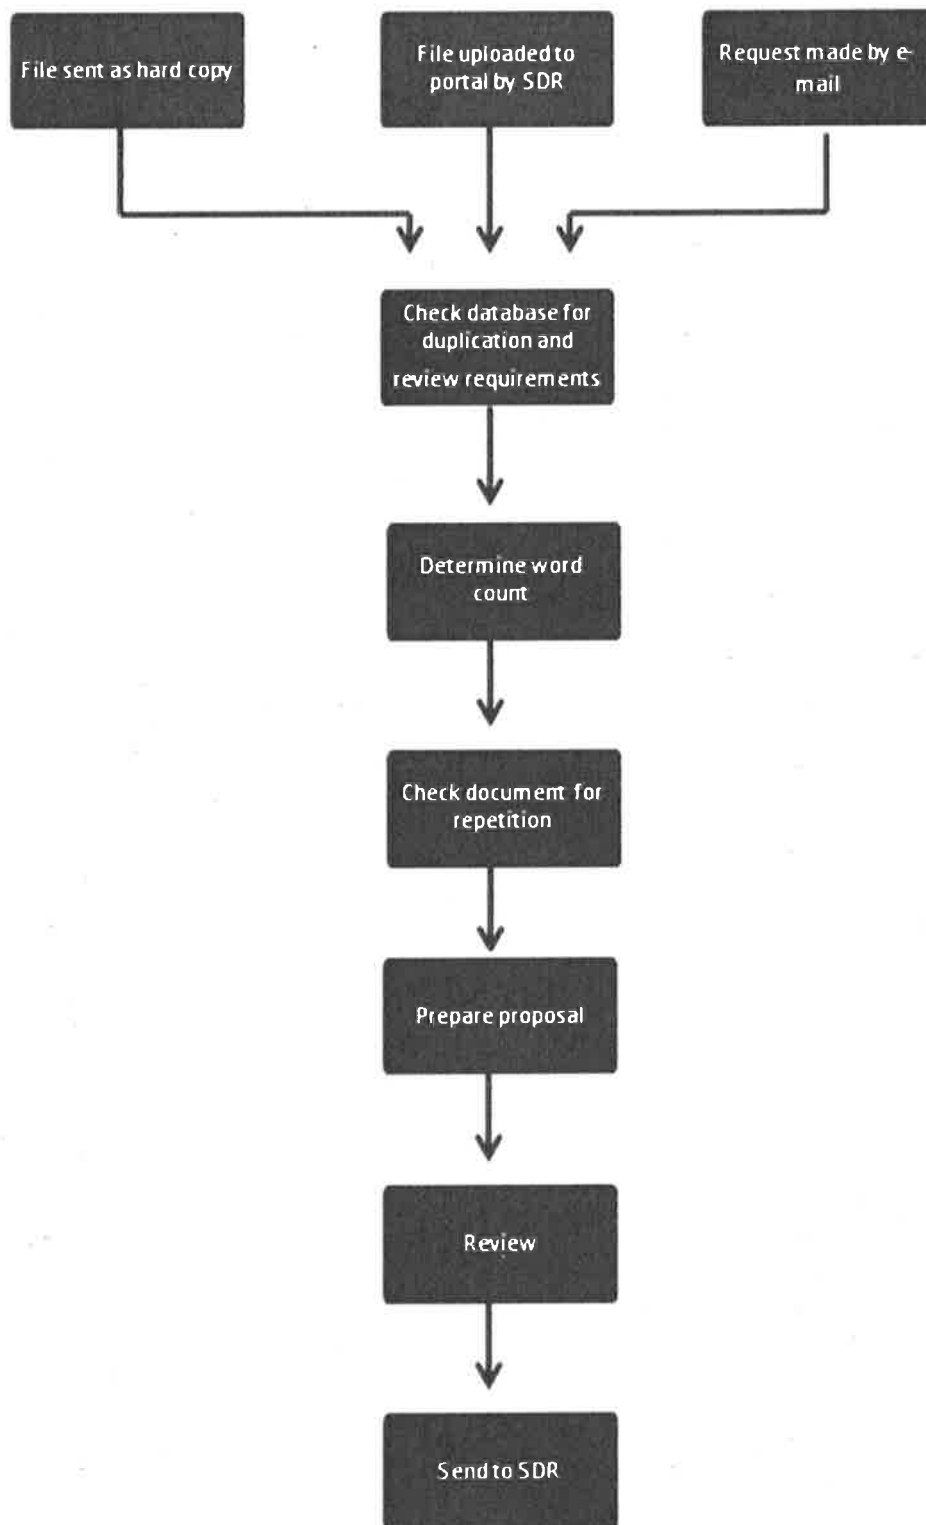 File sent as hard copy
File uploaded to
portal by SDR
Request made by e-
mail
Check database for
duplication and
review requirements
Determine word
count
Check document for
repetition
Prepare proposal
Review
Send to SDR